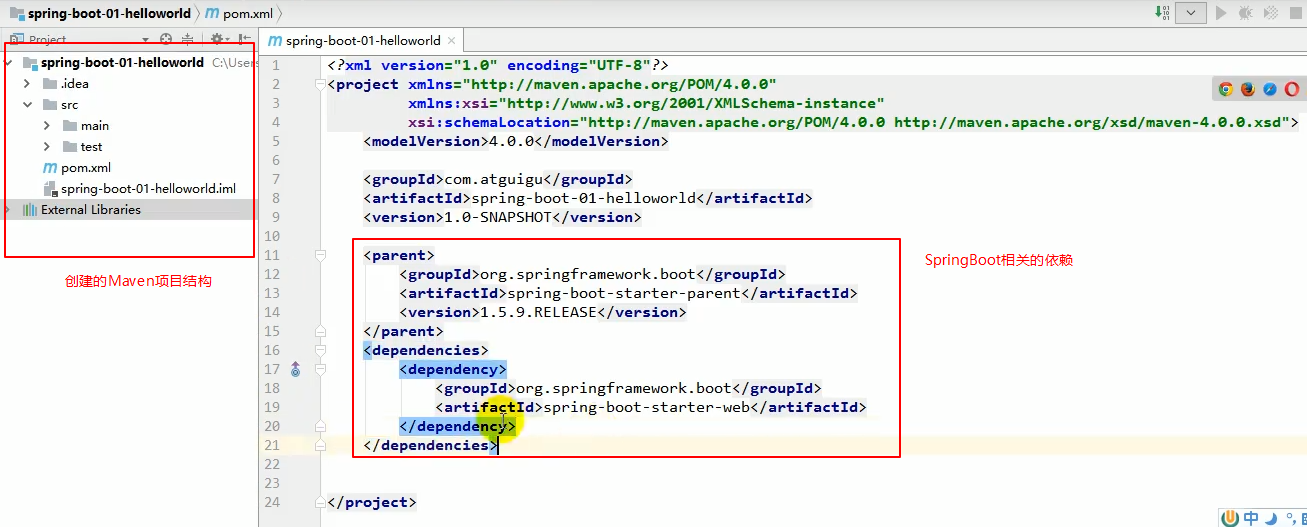 spring-boot-01-helloworld pom.xml
Project
spring-boot-01-helloworld C:\Users
.idea
src
main
test
pom.xml
spring-boot-01-helloworld.iml
External Libraries
创建的Maven项目结构
spring-boot-01-helloworld
1 <?xml version="1.0" encoding="UTF-8"?>
2 <project xmlns="http://maven.apache.org/POM/4.0.0"
3 xmlns:xsi="http://www.w3.org/2001/XMLSchema-instance"
4 xsi:schemaLocation="http://maven.apache.org/POM/4.0.0 http://maven.apache.org/xsd/maven-4.0.0.xsd">
5 <modelVersion>4.0.0</modelVersion>
6
7 <groupId>com.atguigu</groupId>
8 <artifactId>spring-boot-01-helloworld</artifactId>
9 <version>1.0-SNAPSHOT</version>
10
11 <parent>
12 <groupId>org.springframework.boot</groupId>
13 <artifactId>spring-boot-starter-parent</artifactId>
14 <version>1.5.9.RELEASE</version>
15 </parent>
16 <dependencies>
17 <dependency>
18 <groupId>org.springframework.boot</groupId>
19 <artifactId>spring-boot-starter-web</artifactId>
20 </dependency>
21 </dependencies>
22
23
24 </project>
SpringBoot相关的依赖
中